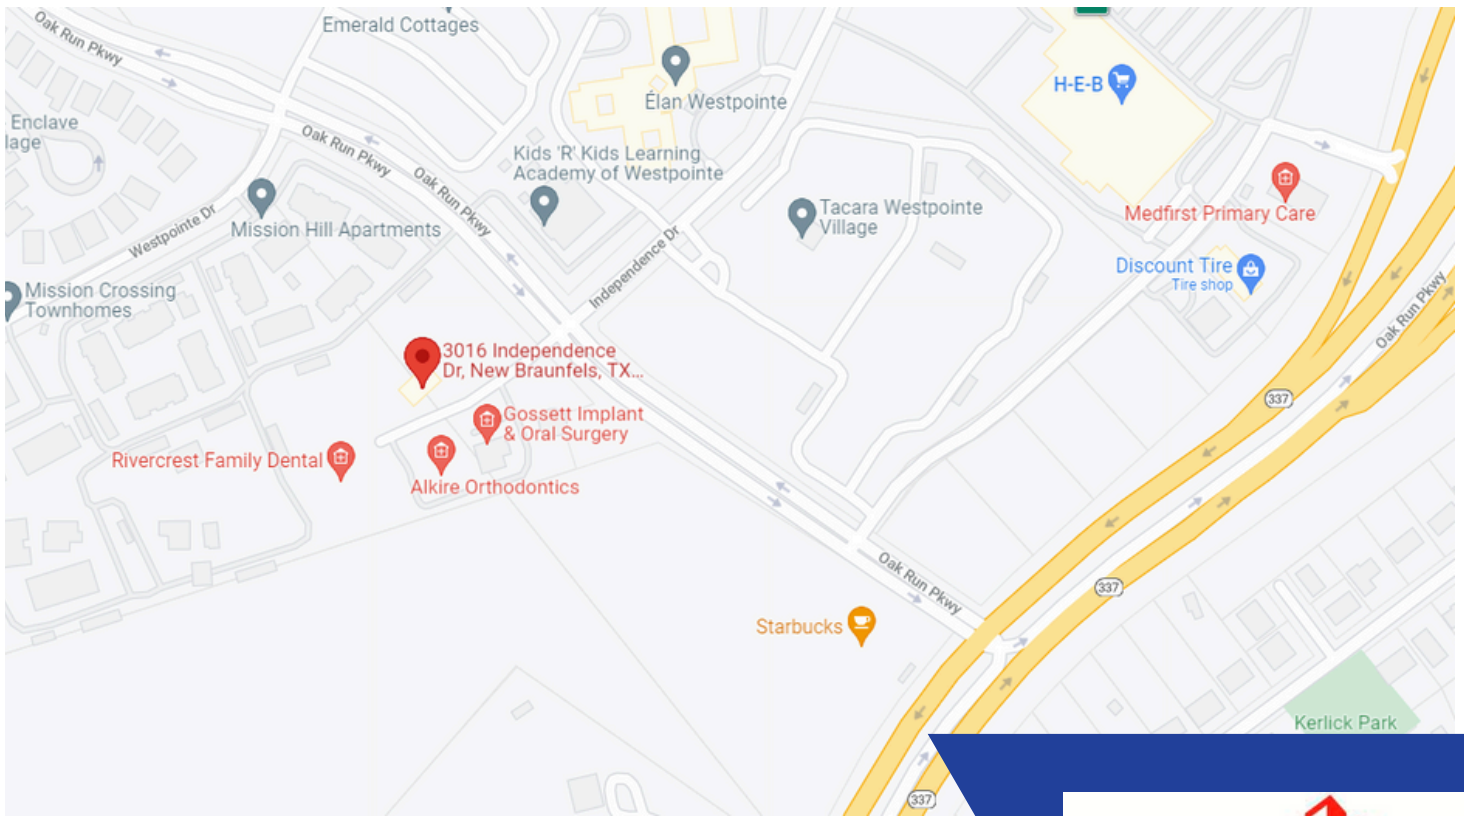 Emerald Cottages
Oak Run Pkwy
Élan Westpointe
H-E-B
Enclave
lage
Oak Run Pkwy
Kids 'R' Kids Learning
Academy of Westpointe
Oak Run Pkwy
Medfirst Primary Care
Tacara Westpointe
Village
Westpointe Dr
Mission Hill Apartments
Independence Dr
Discount Tire
Tire shop
Mission Crossing
Townhomes
Oak Run Pkwy
3016 Independence
Dr, New Braunfels, TX...
337
Gossett Implant
& Oral Surgery
Rivercrest Family Dental
Alkire Orthodontics
Oak Run Pkwy
337
Starbucks
Kerlick Park
337